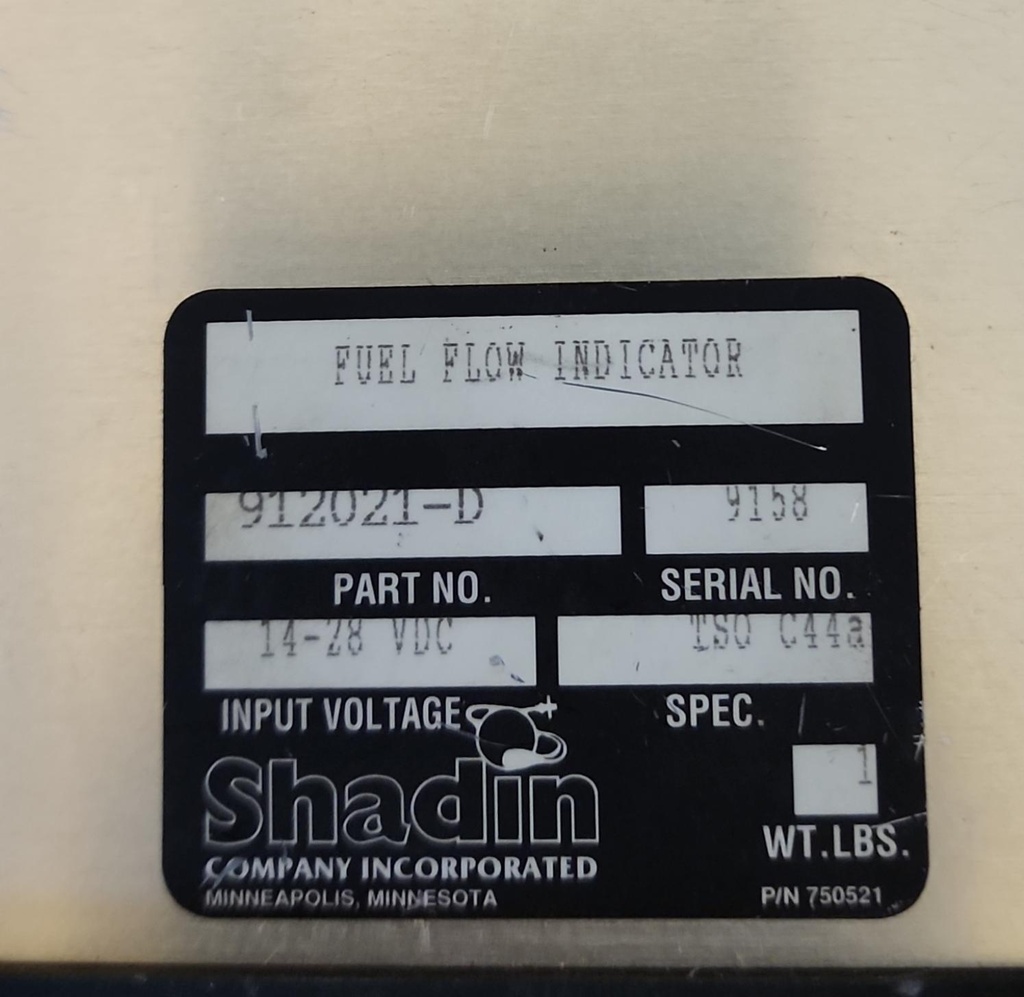 FUEL FLOW INDICATOR
912021-D 9158
PART NO. SERIAL NO.
14-28 VDC TSO C44a
INPUT VOLTAGE SPEC.
Shadin 1
COMPANY INCORPORATED WT.LBS.
MINNEAPOLIS, MINNESOTA P/N 750521